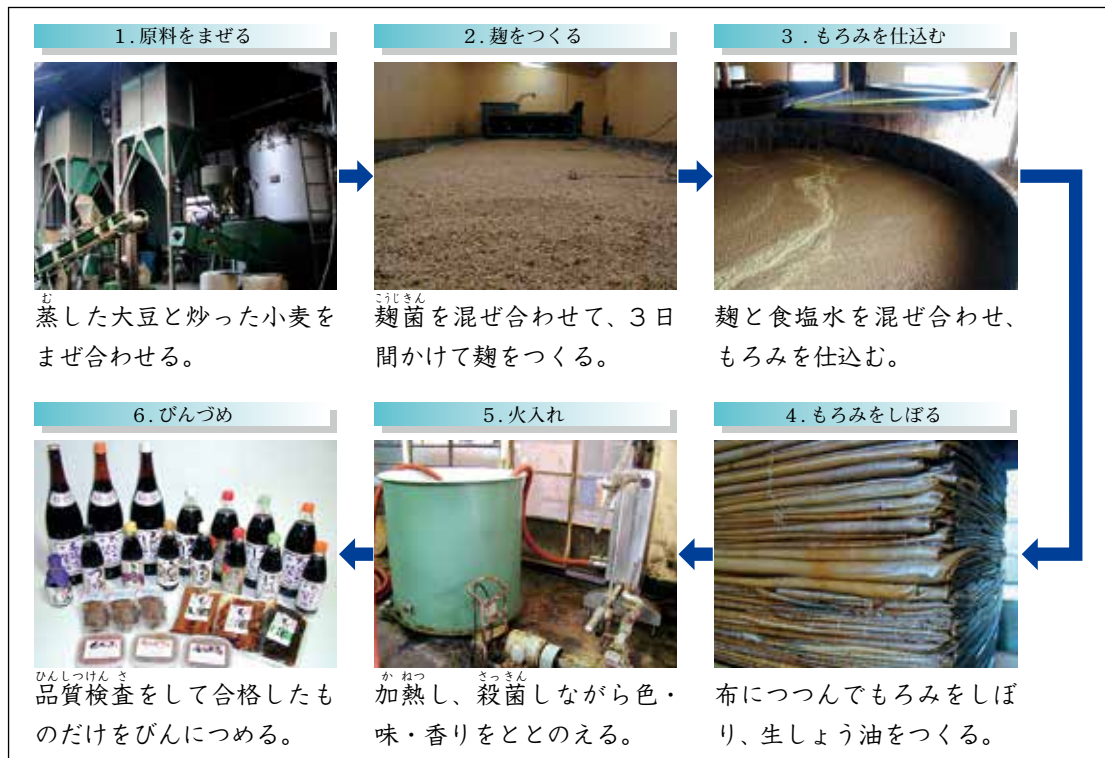 1.原料をまぜる
蒸した大豆と炒った小麦を
まぜ合わせる。
2.麹をつくる
麹菌を混ぜ合わせて、3日
間かけて麹をつくる。
3.もろみを仕込む
麹と食塩水を混ぜ合わせ、
もろみを仕込む。
4.もろみをしぼる
布につつんでもろみをしぼ
り、生しょう油をつくる。
5.火入れ
加熱し、殺菌しながら色・
味・香りをととのえる。
6.びんづめ
品質検査をして合格したも
のだけをびんにつめる。